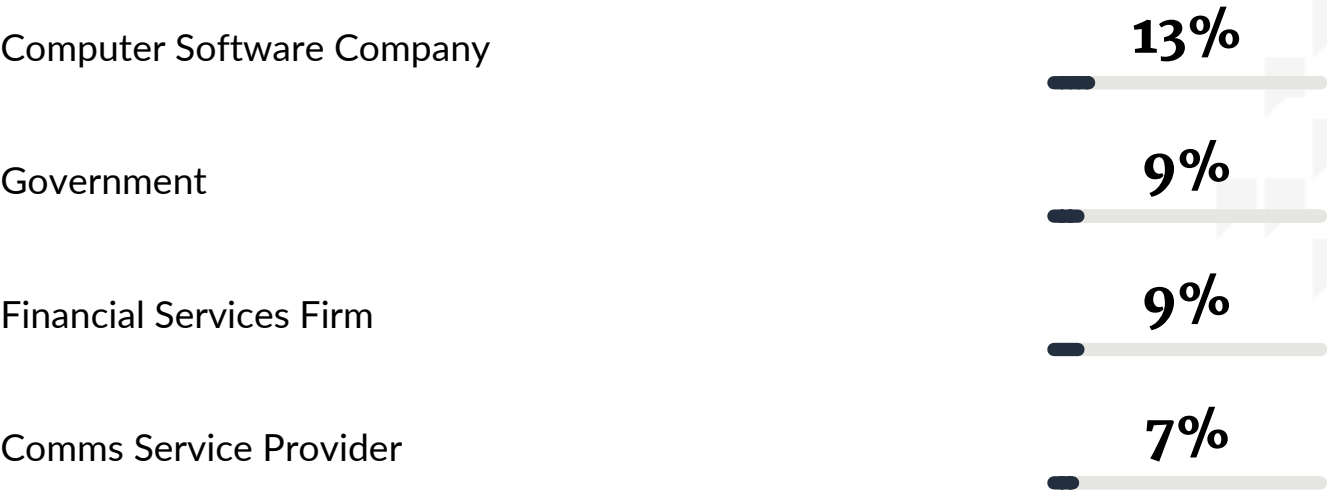 Computer Software Company 13%
Government 9%
Financial Services Firm 9%
Comms Service Provider 7%